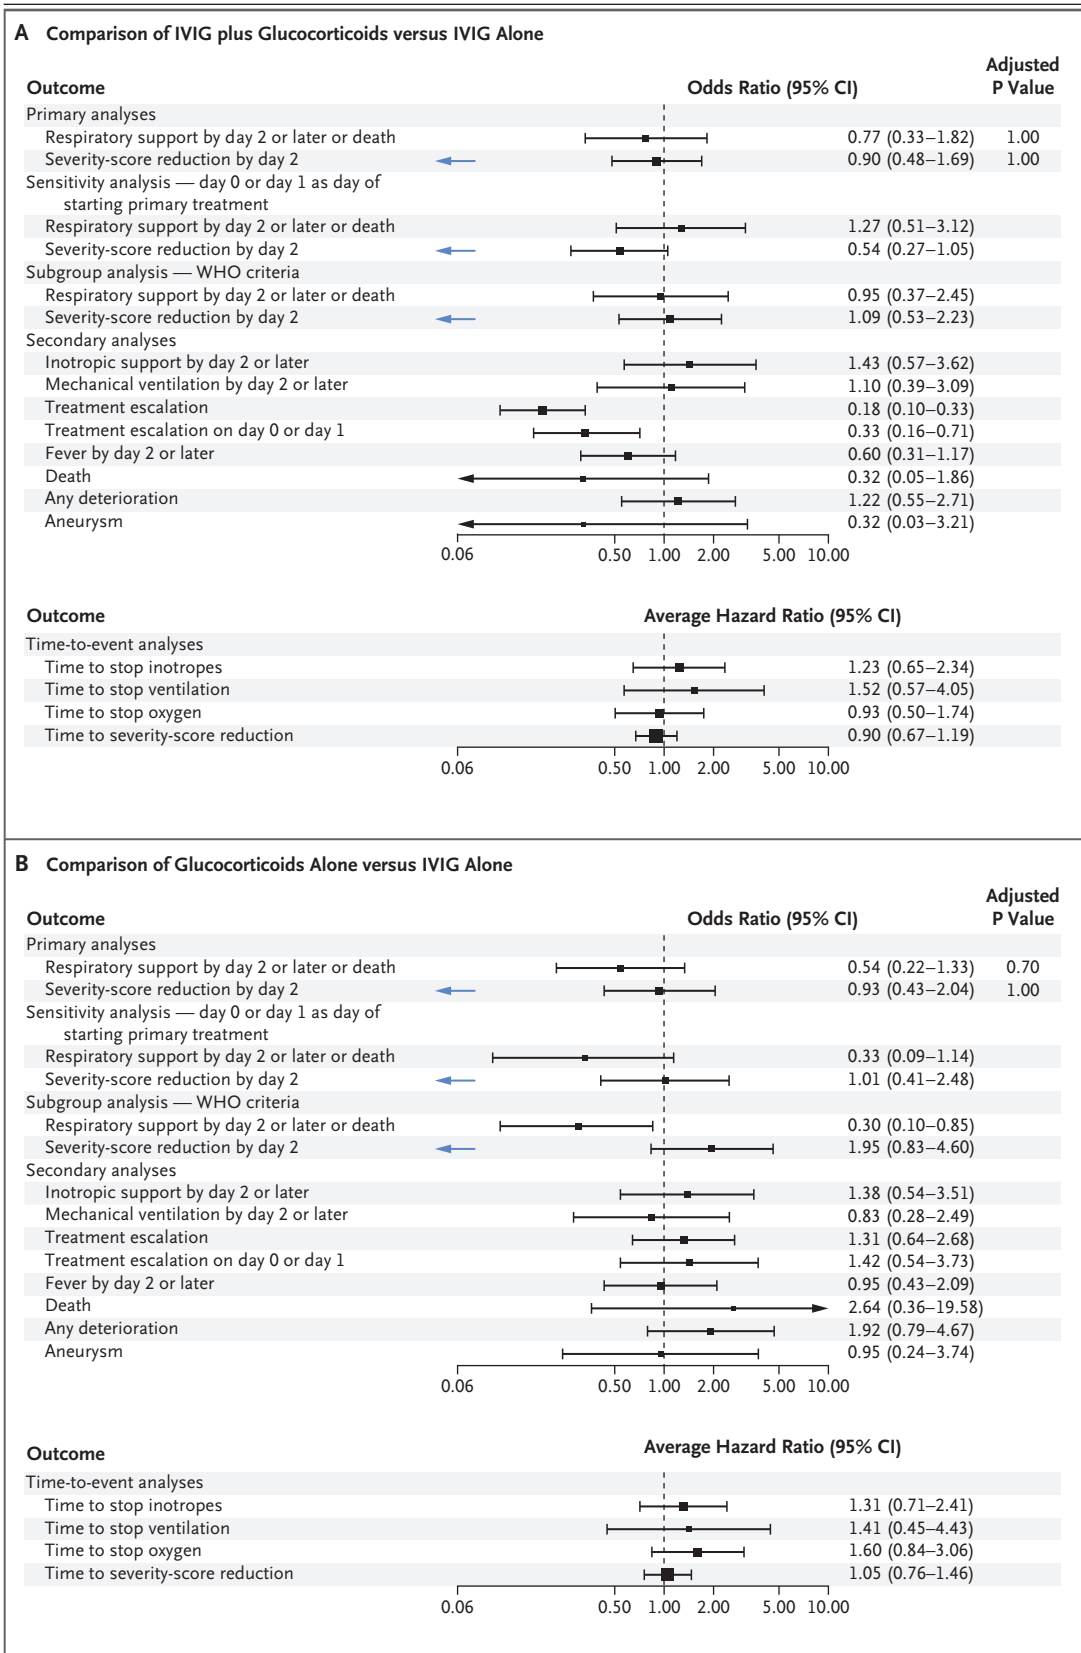 A Comparison of IVIG plus Glucocorticoids versus IVIG Alone
Outcome Odds Ratio (95% CI) Adjusted P Value
Primary analyses
Respiratory support by day 2 or later or death 0.77 (0.33–1.82) 1.00
Severity-score reduction by day 2 0.90 (0.48–1.69) 1.00
Sensitivity analysis — day 0 or day 1 as day of
starting primary treatment
Respiratory support by day 2 or later or death 1.27 (0.51–3.12)
Severity-score reduction by day 2 0.54 (0.27–1.05)
Subgroup analysis — WHO criteria
Respiratory support by day 2 or later or death 0.95 (0.37–2.45)
Severity-score reduction by day 2 1.09 (0.53–2.23)
Secondary analyses
Inotropic support by day 2 or later 1.43 (0.57–3.62)
Mechanical ventilation by day 2 or later 1.10 (0.39–3.09)
Treatment escalation 0.18 (0.10–0.33)
Treatment escalation on day 0 or day 1 0.33 (0.16–0.71)
Fever by day 2 or later 0.60 (0.31–1.17)
Death 0.32 (0.05–1.86)
Any deterioration 1.22 (0.55–2.71)
Aneurysm 0.32 (0.03–3.21)
0.06 0.50 1.00 2.00 5.00 10.00
Outcome Average Hazard Ratio (95% CI)
Time-to-event analyses
Time to stop inotropes 1.23 (0.65–2.34)
Time to stop ventilation 1.52 (0.57–4.05)
Time to stop oxygen 0.93 (0.50–1.74)
Time to severity-score reduction 0.90 (0.67–1.19)
0.06 0.50 1.00 2.00 5.00 10.00
B Comparison of Glucocorticoids Alone versus IVIG Alone
Outcome Odds Ratio (95% CI) Adjusted P Value
Primary analyses
Respiratory support by day 2 or later or death 0.54 (0.22–1.33) 0.70
Severity-score reduction by day 2 0.93 (0.43–2.04) 1.00
Sensitivity analysis — day 0 or day 1 as day of
starting primary treatment
Respiratory support by day 2 or later or death 0.33 (0.09–1.14)
Severity-score reduction by day 2 1.01 (0.41–2.48)
Subgroup analysis — WHO criteria
Respiratory support by day 2 or later or death 0.30 (0.10–0.85)
Severity-score reduction by day 2 1.95 (0.83–4.60)
Secondary analyses
Inotropic support by day 2 or later 1.38 (0.54–3.51)
Mechanical ventilation by day 2 or later 0.83 (0.28–2.49)
Treatment escalation 1.31 (0.64–2.68)
Treatment escalation on day 0 or day 1 1.42 (0.54–3.73)
Fever by day 2 or later 0.95 (0.43–2.09)
Death 2.64 (0.36–19.58)
Any deterioration 1.92 (0.79–4.67)
Aneurysm 0.95 (0.24–3.74)
0.06 0.50 1.00 2.00 5.00 10.00
Outcome Average Hazard Ratio (95% CI)
Time-to-event analyses
Time to stop inotropes 1.31 (0.71–2.41)
Time to stop ventilation 1.41 (0.45–4.43)
Time to stop oxygen 1.60 (0.84–3.06)
Time to severity-score reduction 1.05 (0.76–1.46)
0.06 0.50 1.00 2.00 5.00 10.00